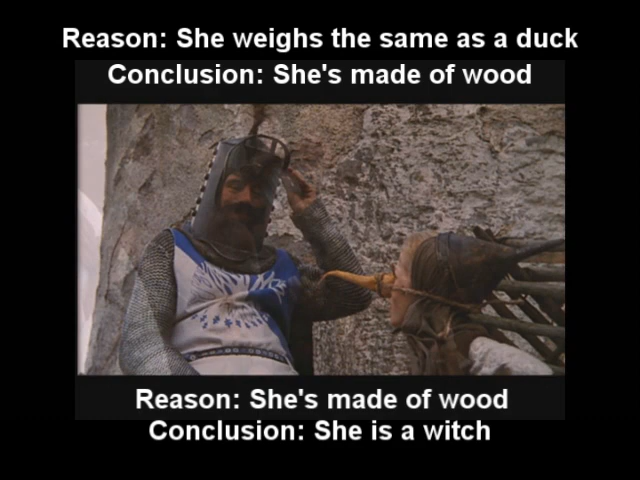 Reason: She weighs the same as a duck
Conclusion: She's made of wood
Reason: She's made of wood
Conclusion: She is a witch